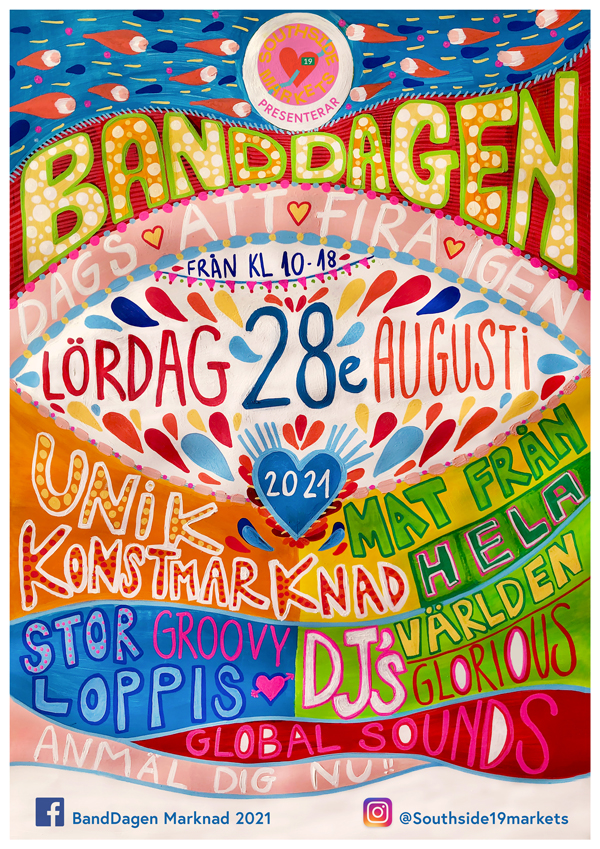 SOUTHSIDE
19
MARKETS
PRESENTERAR
BANDDAGEN
DAGS ATT FIRA IGEN
FRÅN KL 10-18
LÖRDAG 28e AUGUSTI
2021
UNIK
KONSTMARKNAD
MAT FRÅN
HELA
VÄRLDEN
STOR GROOVY
LOPPIS
DJ's
GLORIOUS
GLOBAL SOUNDS
ANMÄL DIG NU!!
BandDagen Marknad 2021
@Southside19markets